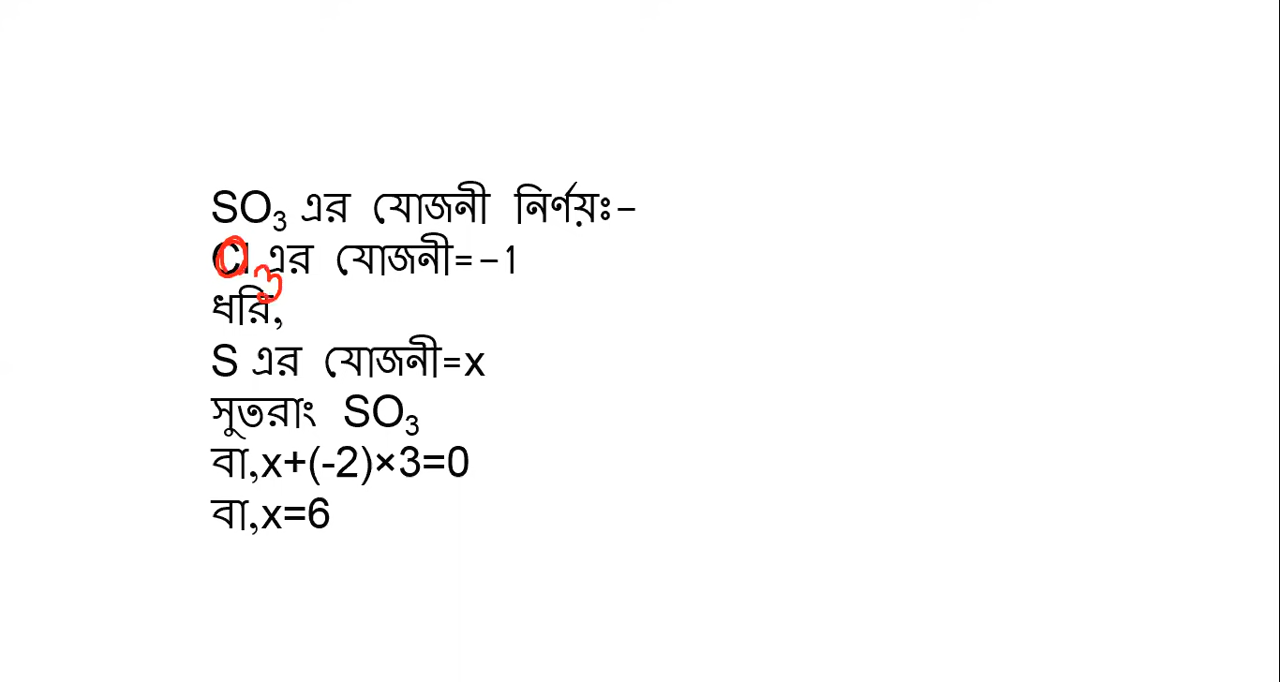 SO₃ এর যোজনী নির্ণয়ঃ-
Cl এর যোজনী=-1
ধরি,
S এর যোজনী=x
সুতরাং SO₃
বা,x+(-2)×3=0
বা,x=6